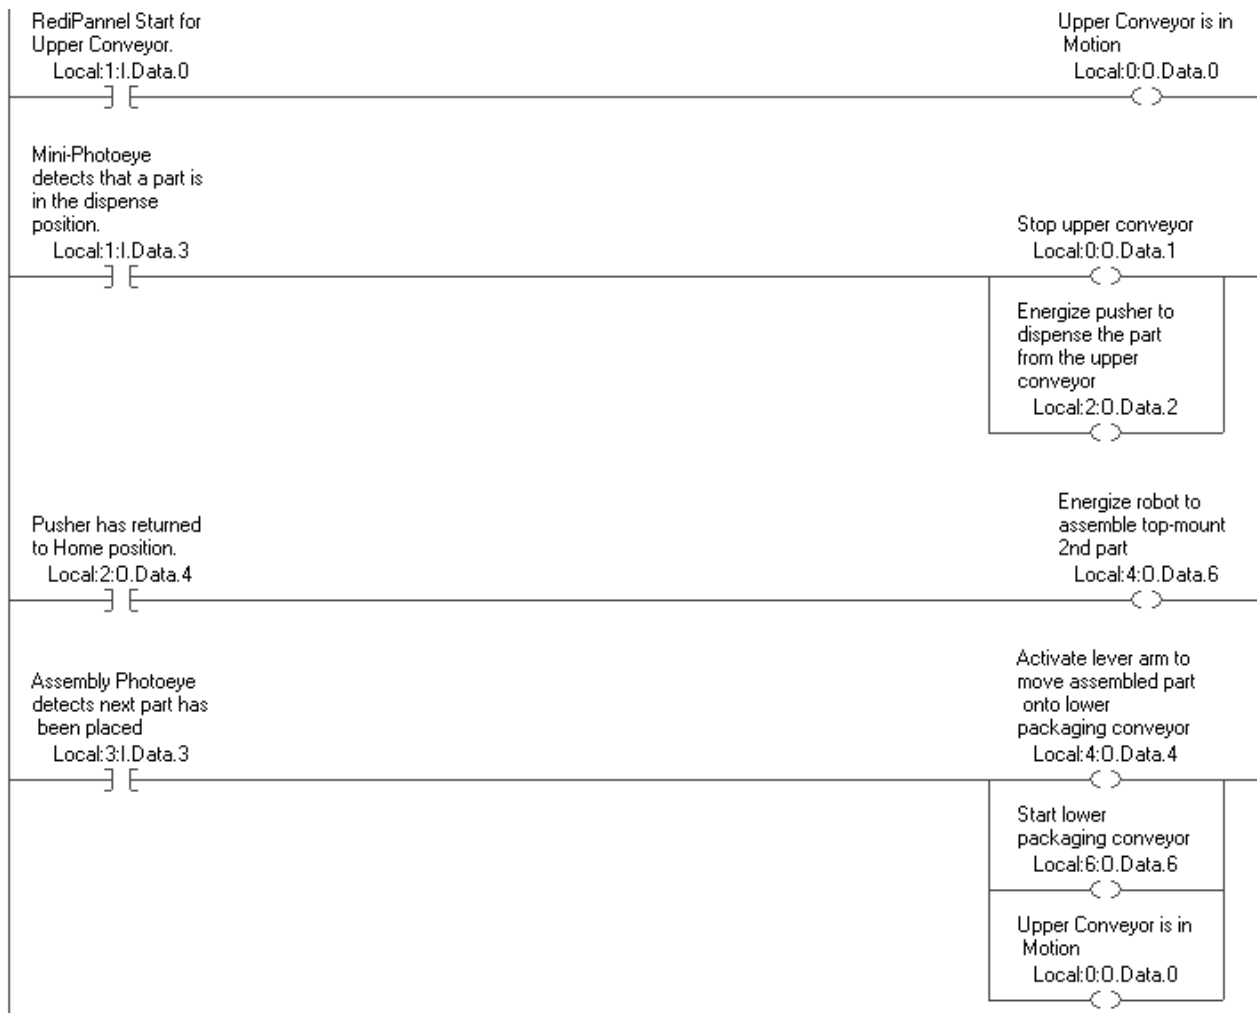 RediPannel Start for
Upper Conveyor.
Local:1:I.Data.0
Upper Conveyor is in
Motion
Local:0:O.Data.0
Mini-Photoeye
detects that a part is
in the dispense
position.
Local:1:I.Data.3
Stop upper conveyor
Local:0:O.Data.1
Energize pusher to
dispense the part
from the upper
conveyor
Local:2:O.Data.2
Pusher has returned
to Home position.
Local:2:O.Data.4
Energize robot to
assemble top-mount
2nd part
Local:4:O.Data.6
Assembly Photoeye
detects next part has
been placed
Local:3:I.Data.3
Activate lever arm to
move assembled part
onto lower
packaging conveyor
Local:4:O.Data.4
Start lower
packaging conveyor
Local:6:O.Data.6
Upper Conveyor is in
Motion
Local:0:O.Data.0